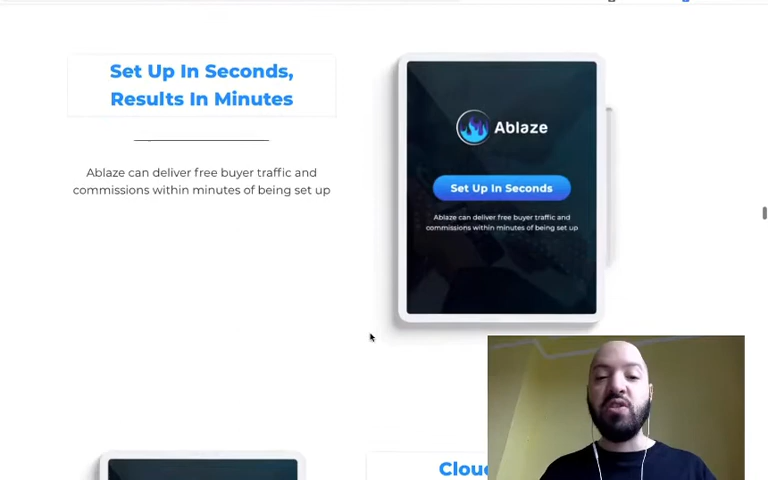 Set Up In Seconds,
Results In Minutes
Ablaze can deliver free buyer traffic and
commissions within minutes of being set up
Ablaze
Set Up In Seconds
Ablaze can deliver free buyer traffic and
commissions within minutes of being set up